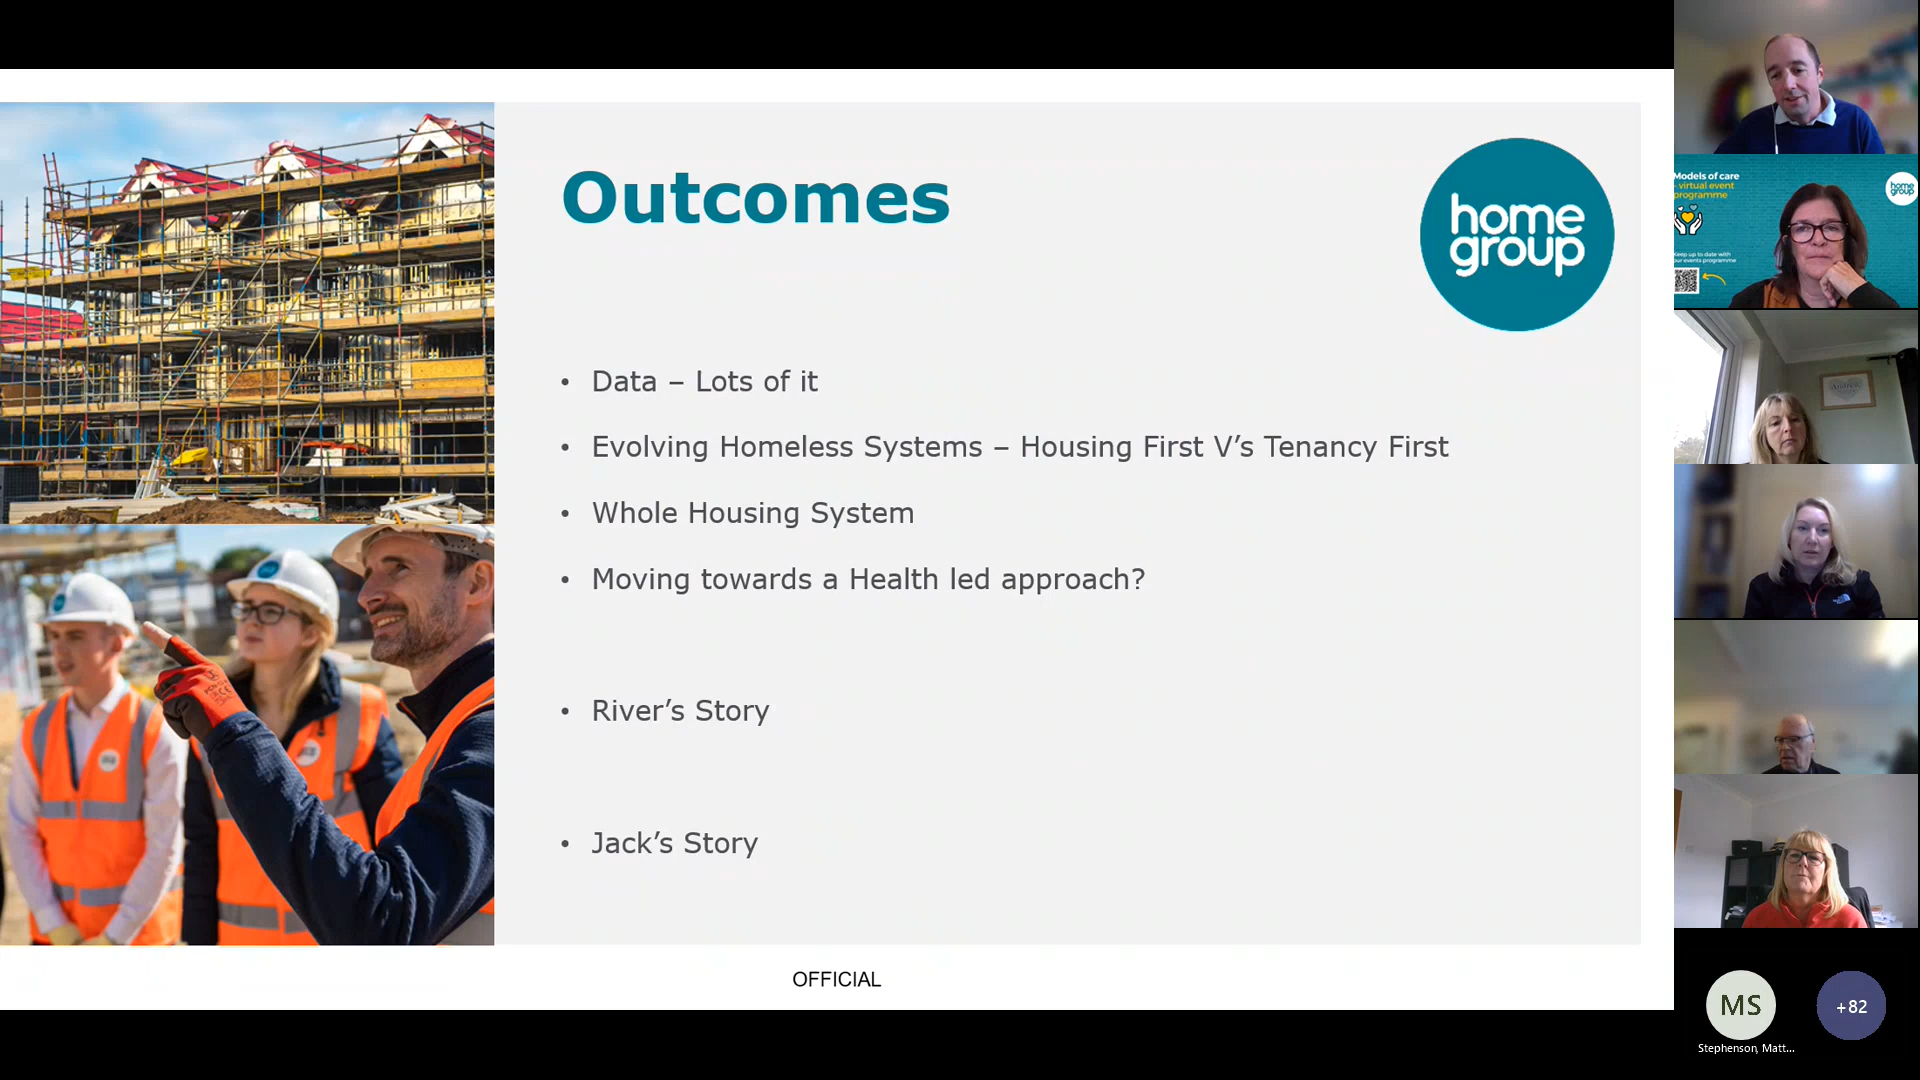 Outcomes
home
group
• Data – Lots of it
• Evolving Homeless Systems – Housing First V’s Tenancy First
• Whole Housing System
• Moving towards a Health led approach?
• River’s Story
• Jack’s Story
OFFICIAL
Models of care
- virtual event
programme
home
group
Keep up to date with
our events programme
MS
+82
Stephenson, Matt...